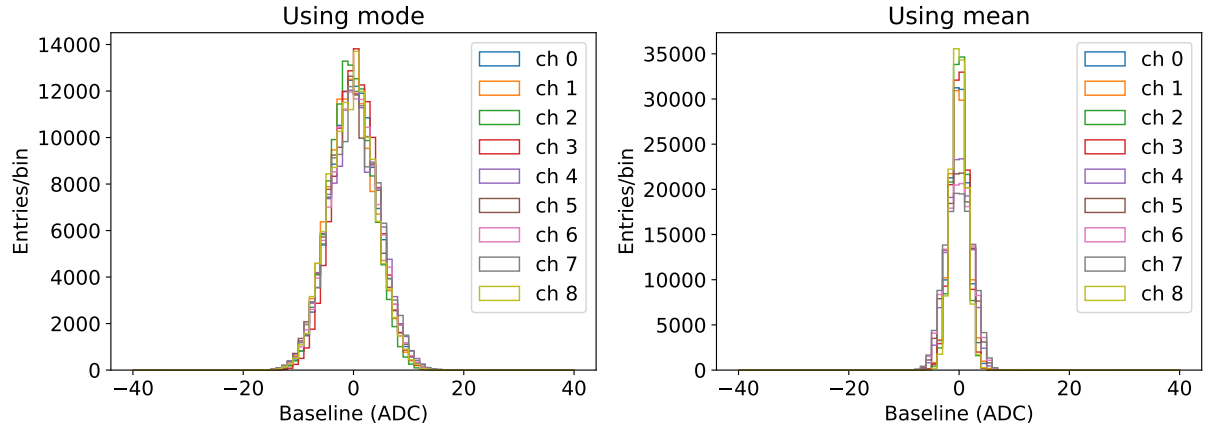 Using mode
14000
12000
10000
8000
6000
4000
2000
0
Entries/bin
−40
−20
0
20
40
Baseline (ADC)
ch 0
ch 1
ch 2
ch 3
ch 4
ch 5
ch 6
ch 7
ch 8
Using mean
35000
30000
25000
20000
15000
10000
5000
0
Entries/bin
−40
−20
0
20
40
Baseline (ADC)
ch 0
ch 1
ch 2
ch 3
ch 4
ch 5
ch 6
ch 7
ch 8